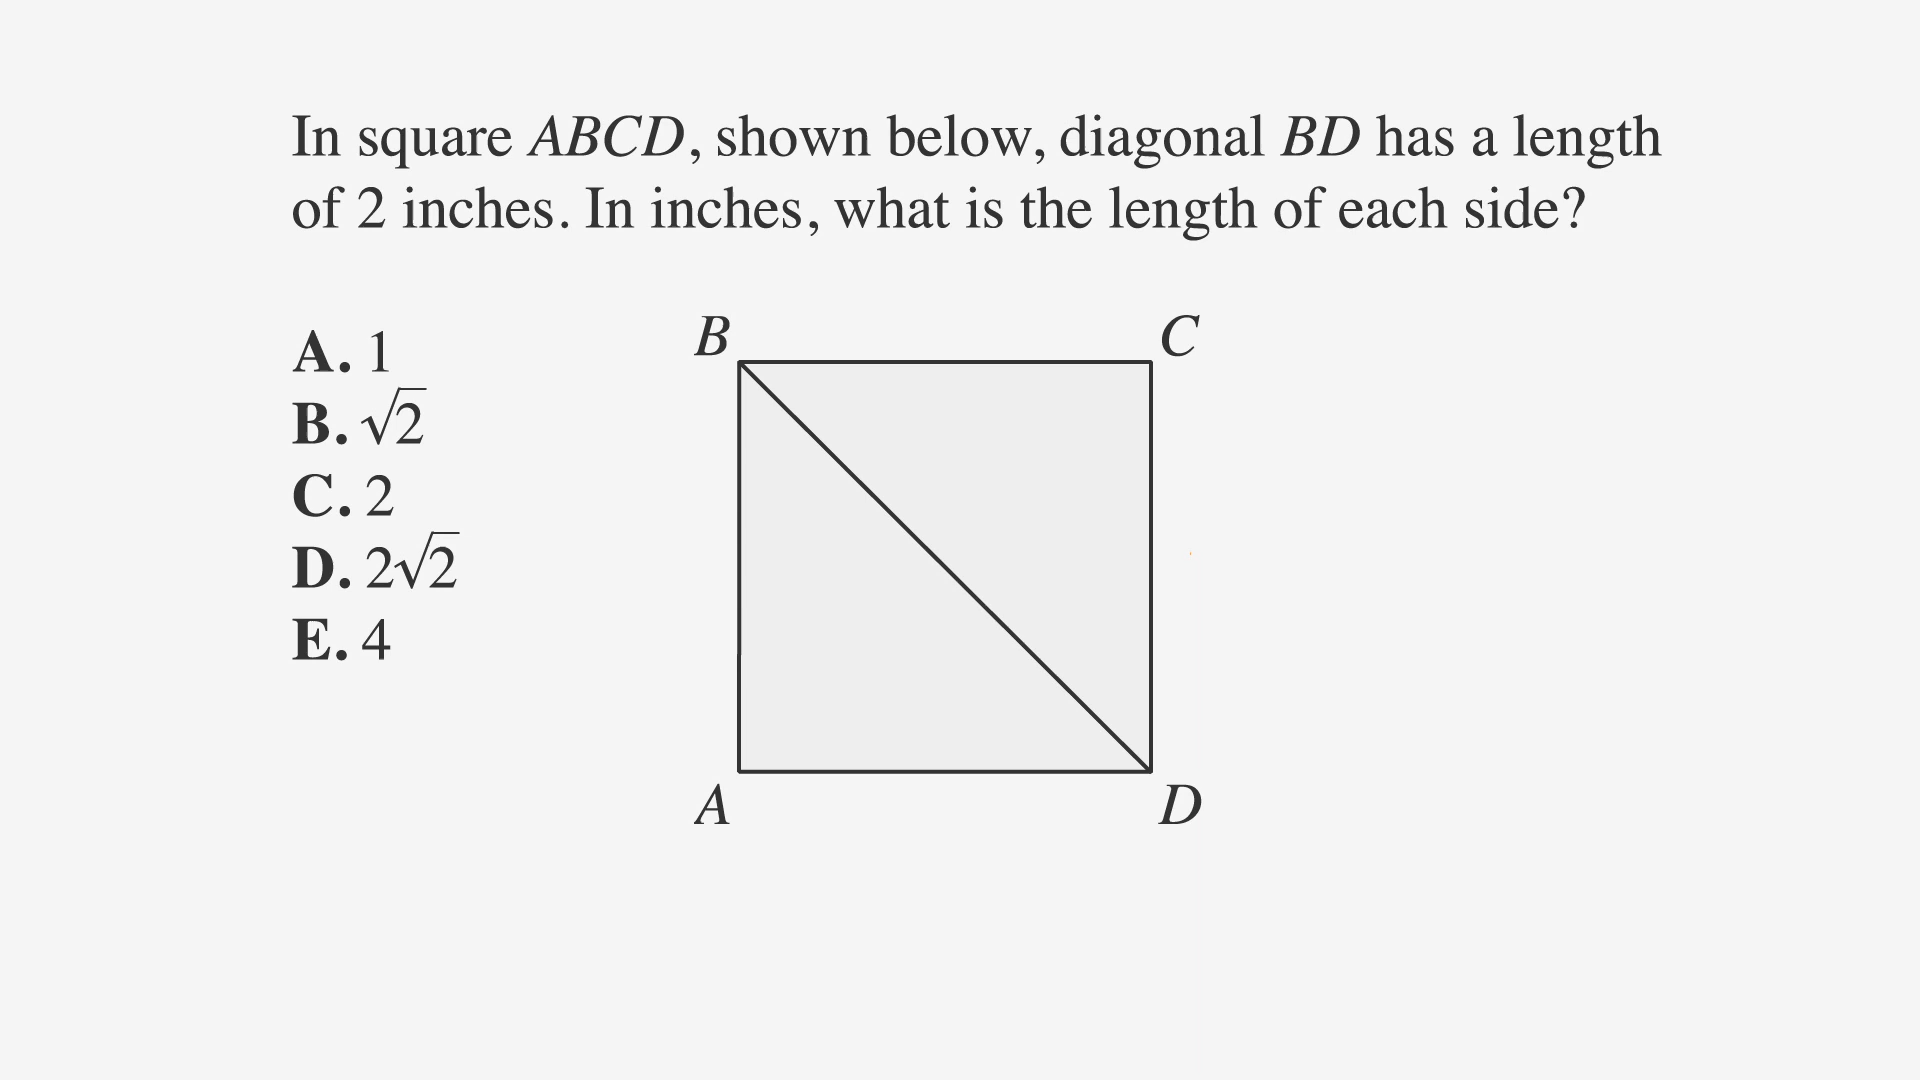 In square ABCD, shown below, diagonal BD has a length
of 2 inches. In inches, what is the length of each side?
A. 1
B. √2
C. 2
D. 2√2
E. 4
B
C
A
D